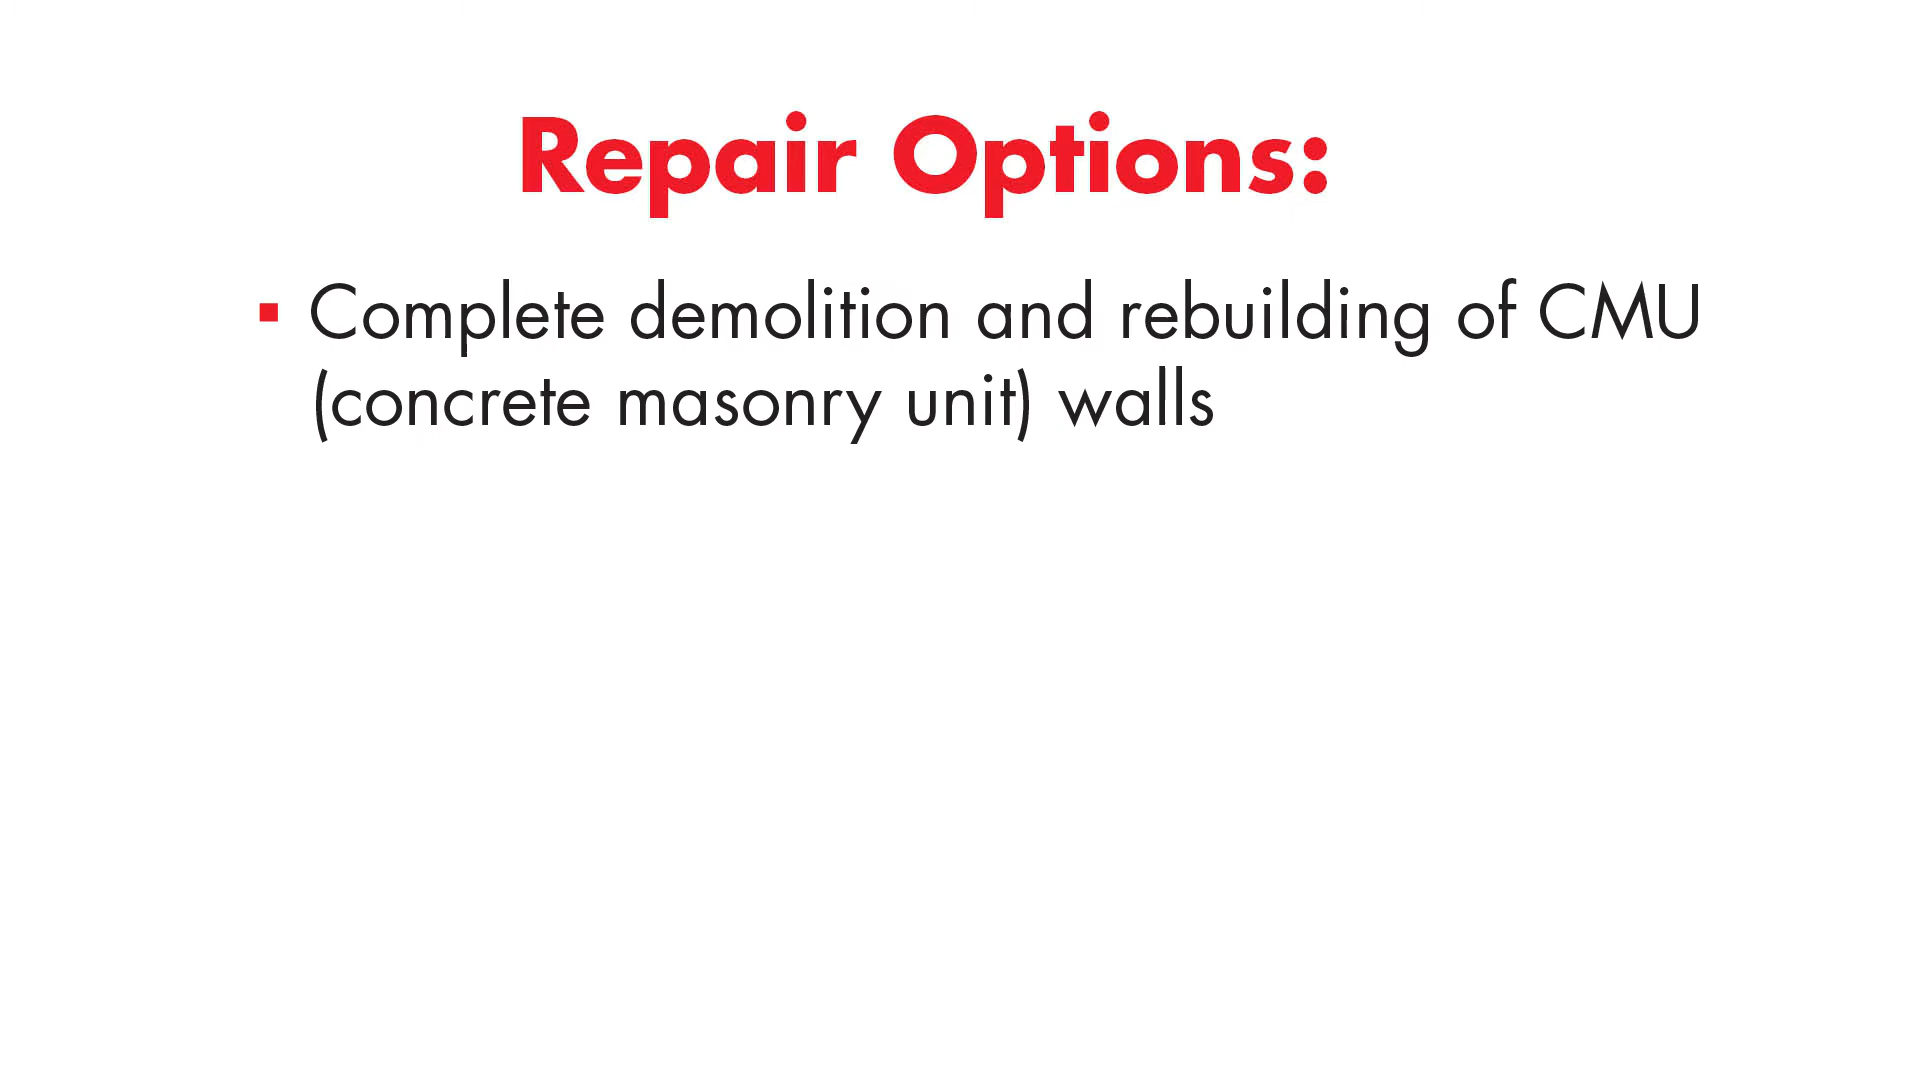 Repair Options:
▪ Complete demolition and rebuilding of CMU
(concrete masonry unit) walls